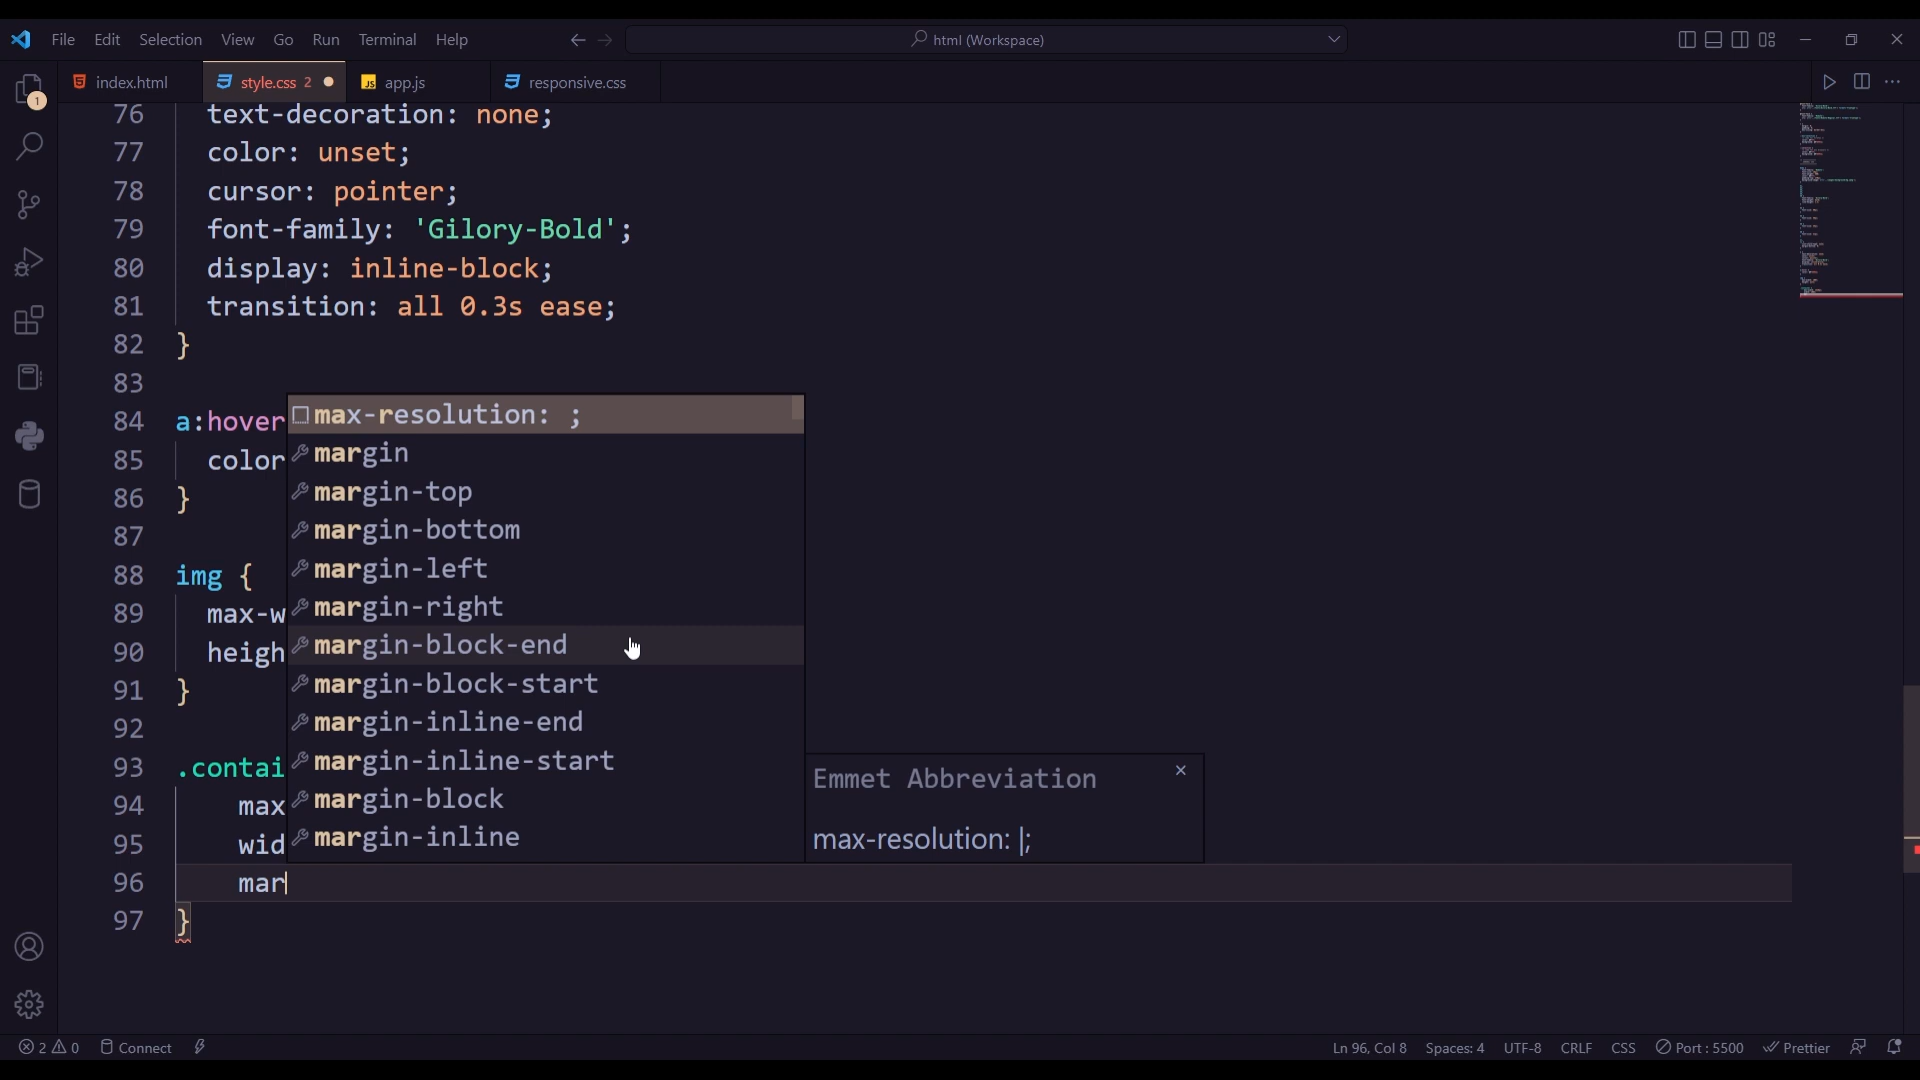 File Edit Selection View Go Run Terminal Help
html (Workspace)
index.html style.css 2 app.js responsive.css
1
76 text-decoration: none;
77 color: unset;
78 cursor: pointer;
79 font-family: 'Gilory-Bold';
80 display: inline-block;
81 transition: all 0.3s ease;
82 }
83
84 a:hover
85 color
86 }
87
88 img {
89 max-w
90 heigh
91 }
92
93 .contai
94 max
95 wid
96 mar
97 }
max-resolution: ;
margin
margin-top
margin-bottom
margin-left
margin-right
margin-block-end
margin-block-start
margin-inline-end
margin-inline-start
margin-block
margin-inline
Emmet Abbreviation
max-resolution: |;
2 0 Connect Ln 96, Col 8 Spaces: 4 UTF-8 CRLF CSS Port : 5500 Prettier